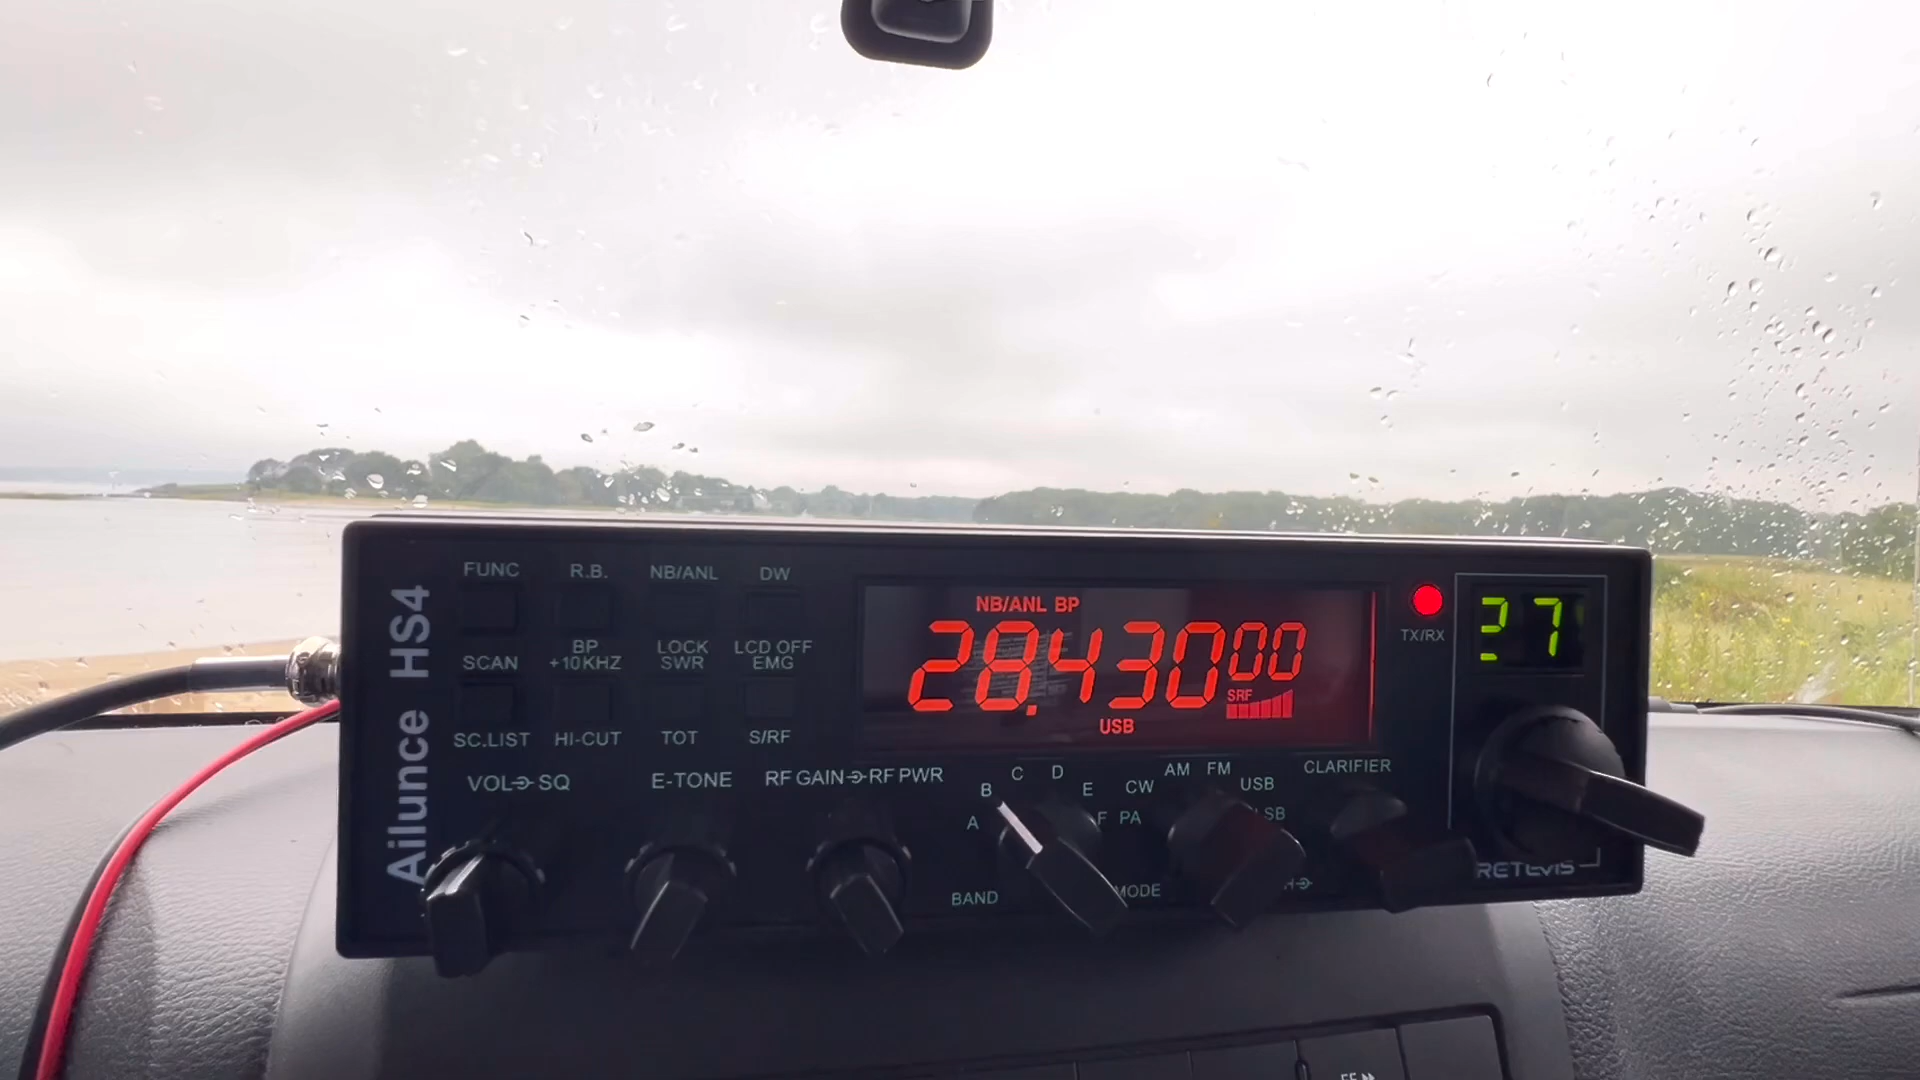 Ailunce HS4
FUNC R.B. NB/ANL DW
SCAN BP +10KHZ LOCK SWR LCD OFF EMG
SC.LIST HI-CUT TOT S/RF
VOL SQ E-TONE RF GAIN RF PWR
NB/ANL BP
28.43000
SRF
USB
TX/RX
27
A B C D E F
BAND
PA CW AM FM USB LSB
MODE
CLARIFIER
RETEVIS